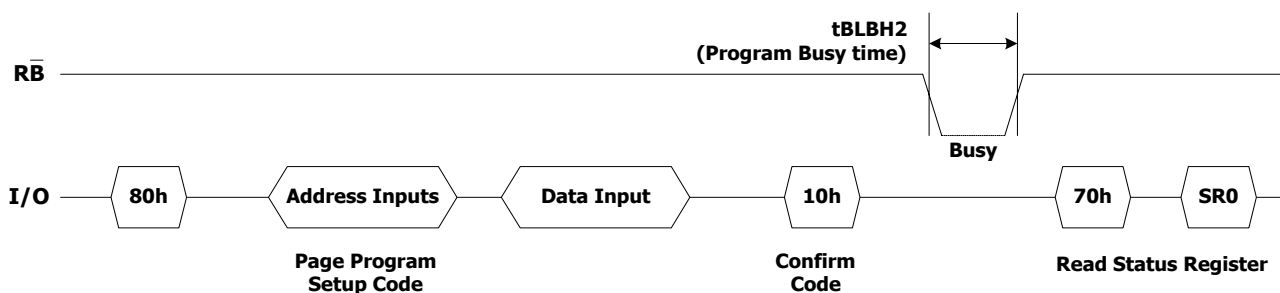 tBLBH2
(Program Busy time)
RB̅
Busy
I/O
80h
Address Inputs
Data Input
10h
70h
SR0
Page Program
Setup Code
Confirm
Code
Read Status Register